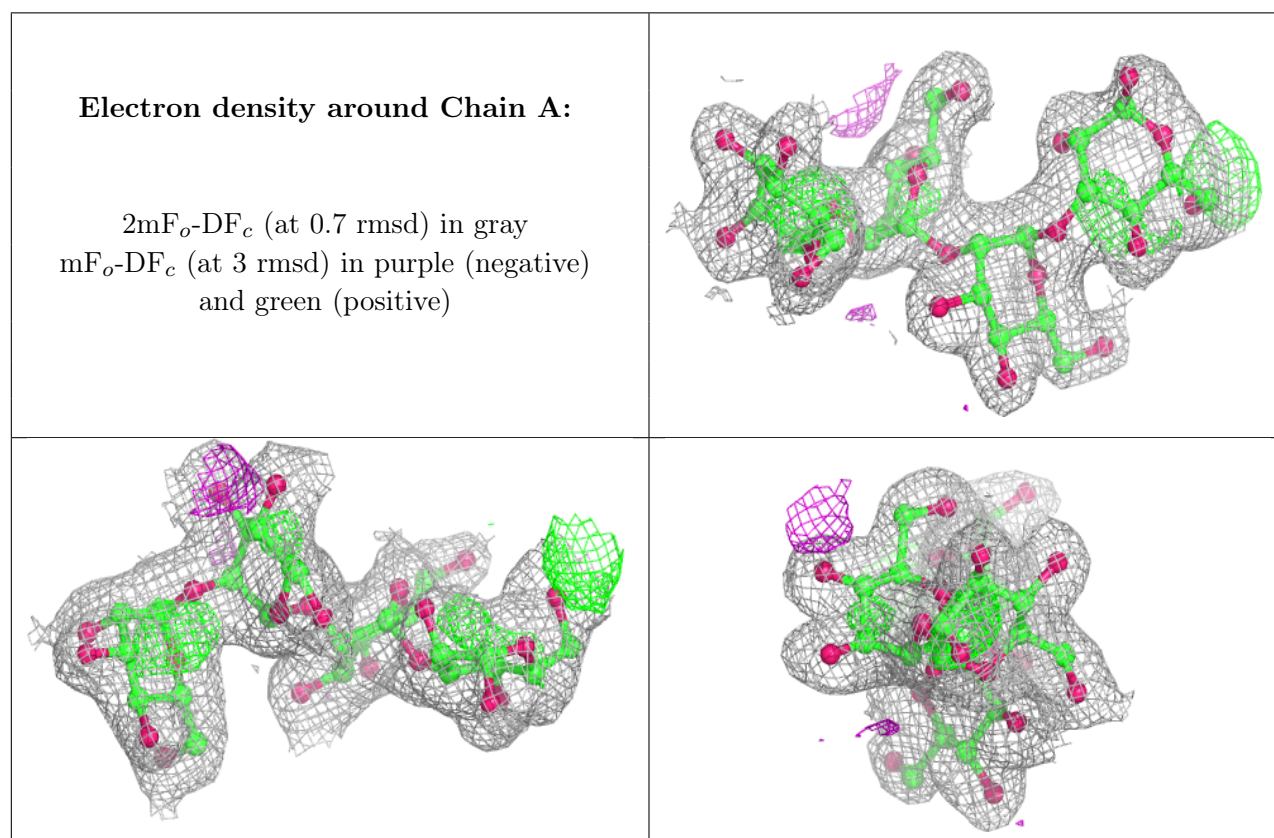 Electron density around Chain A:
2mFₒ-DF𝒸 (at 0.7 rmsd) in gray
mFₒ-DF𝒸 (at 3 rmsd) in purple (negative)
and green (positive)